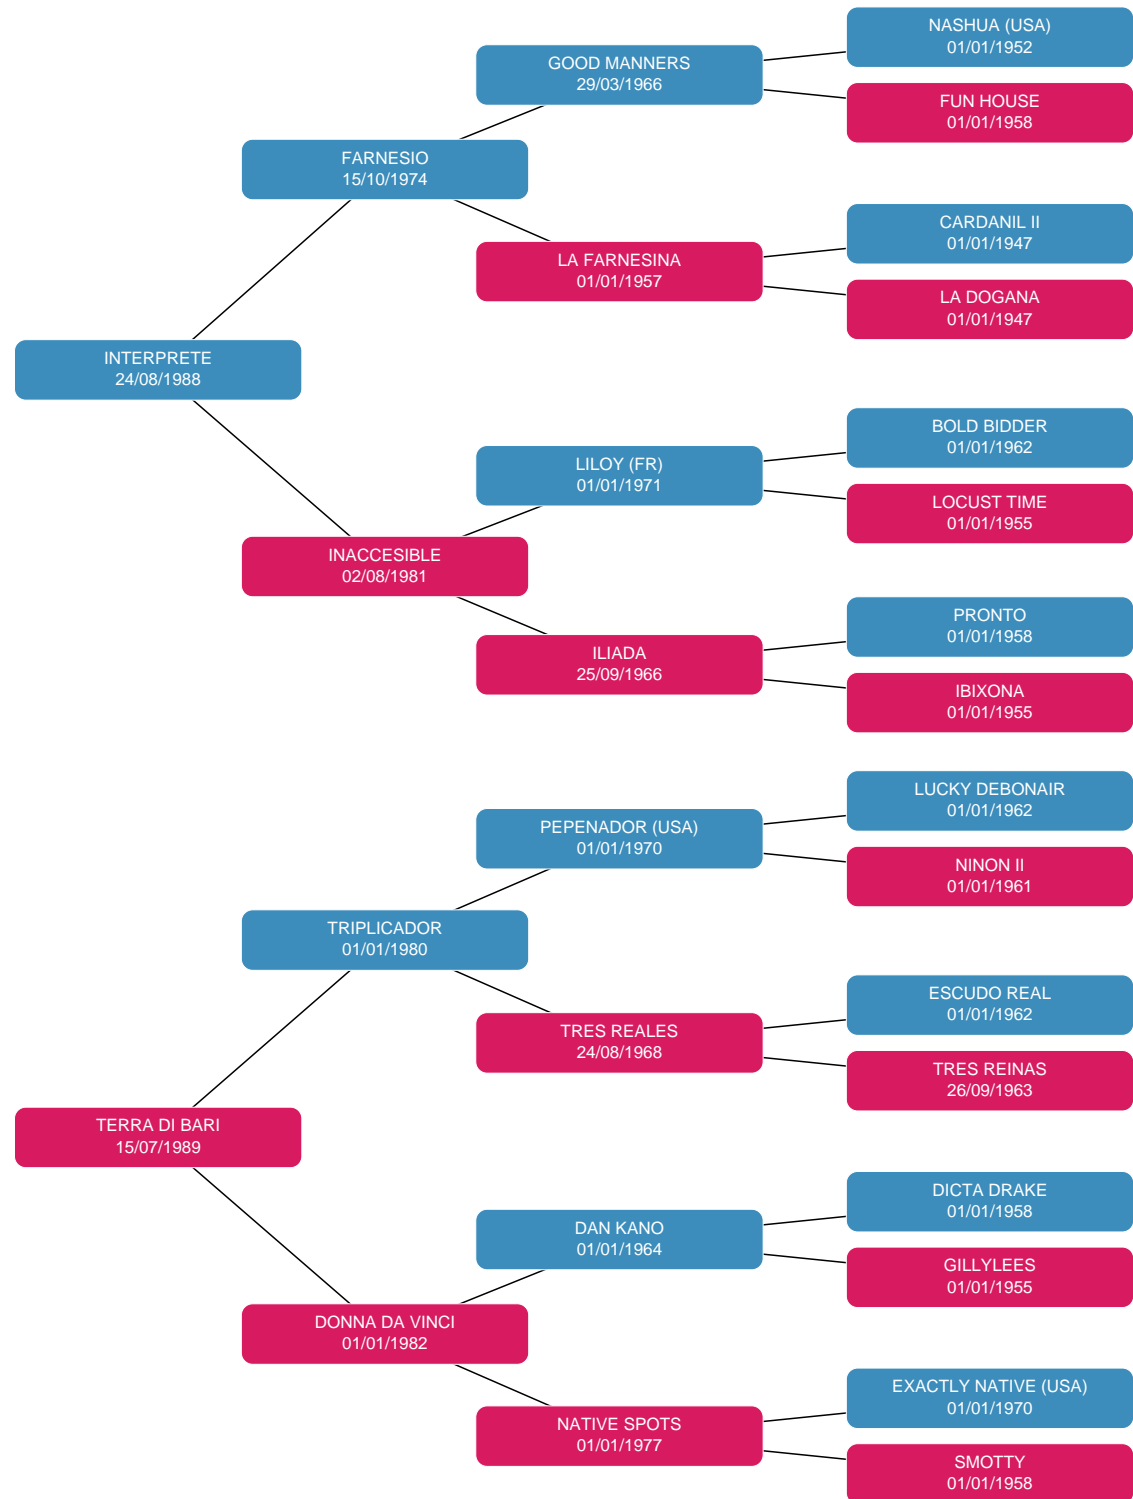 NASHUA (USA)
01/01/1952
GOOD MANNERS
29/03/1966
FUN HOUSE
01/01/1958
FARNESIO
15/10/1974
CARDANIL II
01/01/1947
LA FARNESINA
01/01/1957
LA DOGANA
01/01/1947
INTERPRETE
24/08/1988
BOLD BIDDER
01/01/1962
LILOY (FR)
01/01/1971
LOCUST TIME
01/01/1955
INACCESIBLE
02/08/1981
PRONTO
01/01/1958
ILIADA
25/09/1966
IBIXONA
01/01/1955
LUCKY DEBONAIR
01/01/1962
PEPENADOR (USA)
01/01/1970
NINON II
01/01/1961
TRIPLICADOR
01/01/1980
ESCUDO REAL
01/01/1962
TRES REALES
24/08/1968
TRES REINAS
26/09/1963
TERRA DI BARI
15/07/1989
DICTA DRAKE
01/01/1958
DAN KANO
01/01/1964
GILLYLEES
01/01/1955
DONNA DA VINCI
01/01/1982
EXACTLY NATIVE (USA)
01/01/1970
NATIVE SPOTS
01/01/1977
SMOTTY
01/01/1958